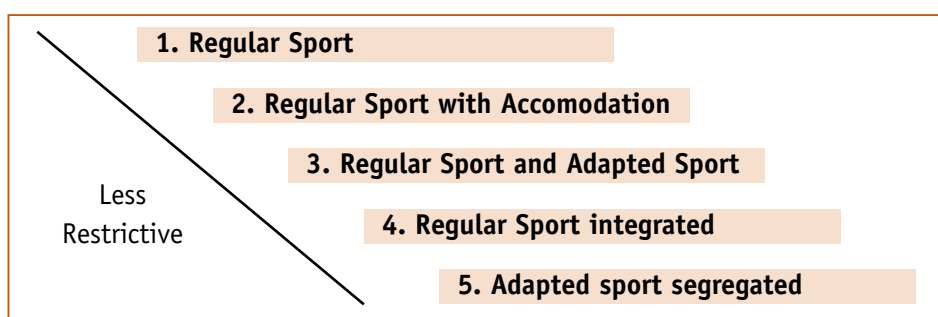 1. Regular Sport
2. Regular Sport with Accomodation
3. Regular Sport and Adapted Sport
Less
Restrictive
4. Regular Sport integrated
5. Adapted sport segregated